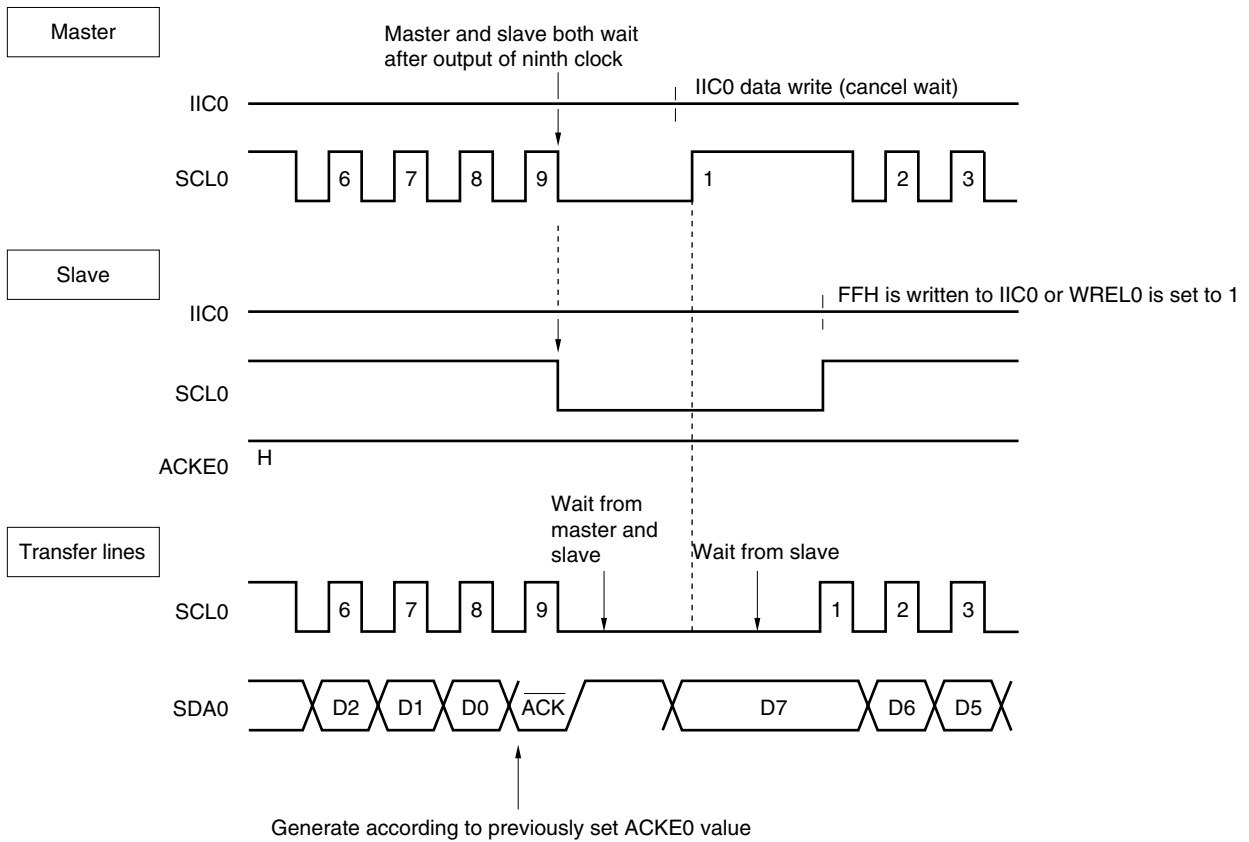 Master
Master and slave both wait
after output of ninth clock
IIC0
IIC0 data write (cancel wait)
SCL0
6 7 8 9 1 2 3
Slave
IIC0
FFH is written to IIC0 or WREL0 is set to 1
SCL0
ACKE0
H
Transfer lines
Wait from
master and
slave
Wait from slave
SCL0
6 7 8 9 1 2 3
SDA0
D2 D1 D0 ACK D7 D6 D5
Generate according to previously set ACKE0 value